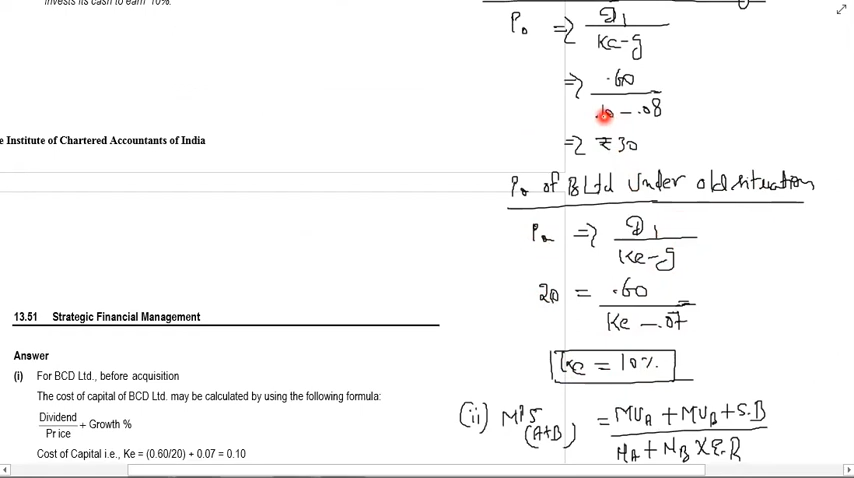 invests its cash to earn 10%.
e Institute of Chartered Accountants of India
P₀ ⇒ D₁ / Ke-g
⇒ .60 / .10 - .08
⇒ ₹30
P₀ of B Ltd Under old situation
P₀ ⇒ D₁ / Ke-g
20 = .60 / Ke - .07 =
Ke = 10%.
(ii) MPS (A+B) = MVA + MVB + S.B / NA + NB X E.R
13.51 Strategic Financial Management
Answer
(i) For BCD Ltd., before acquisition
The cost of capital of BCD Ltd. may be calculated by using the following formula:
Dividend / Price + Growth %
Cost of Capital i.e., Ke = (0.60/20) + 0.07 = 0.10